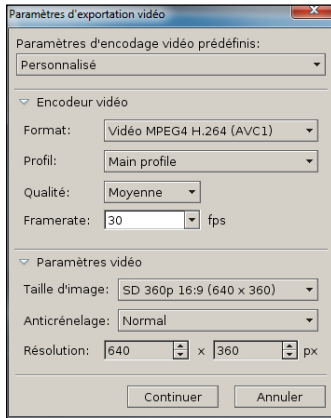 Paramètres d'exportation vidéo
Paramètres d'encodage vidéo prédéfinis:
Personnalisé
Encodeur vidéo
Format: Vidéo MPEG4 H.264 (AVC1)
Profil: Main profile
Qualité: Moyenne
Framerate: 30 fps
Paramètres vidéo
Taille d'image: SD 360p 16:9 (640 x 360)
Anticrénelage: Normal
Résolution: 640 x 360 px
Continuer Annuler